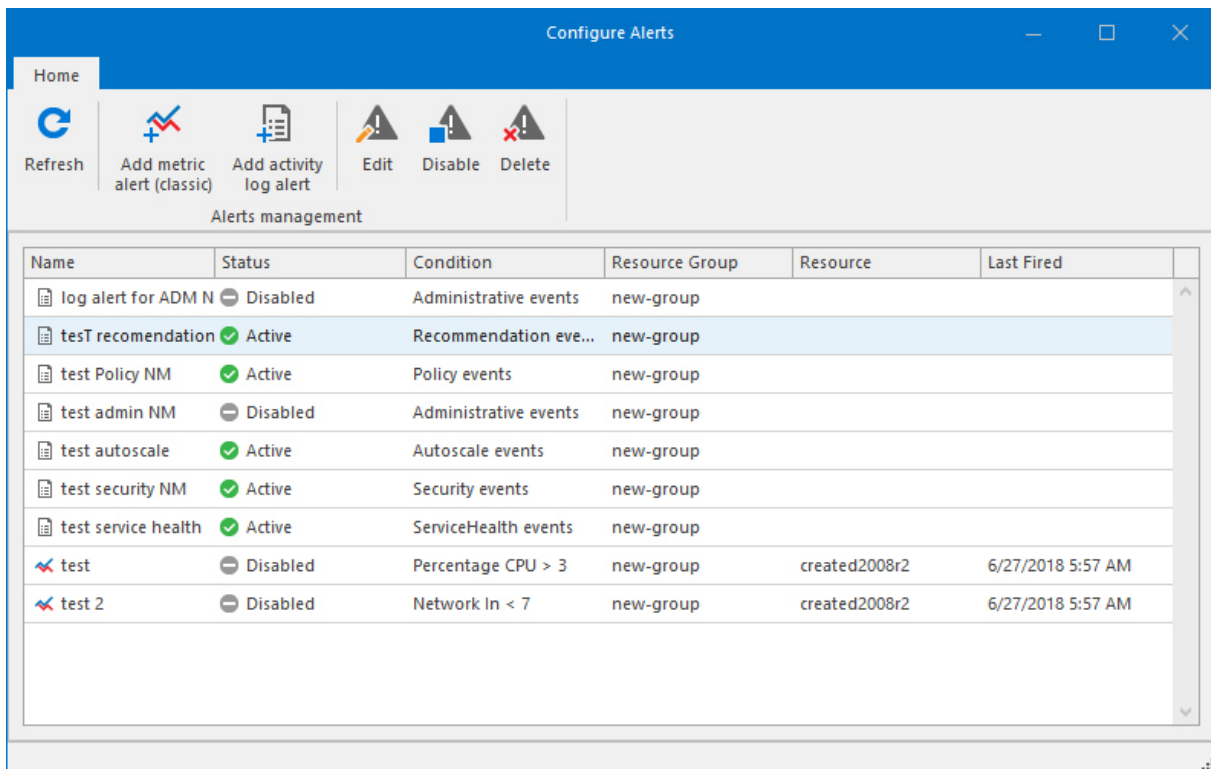 Configure Alerts
Home
Refresh
Add metric alert (classic)
Add activity log alert
Edit
Disable
Delete
Alerts management
Name Status Condition Resource Group Resource Last Fired
log alert for ADM N Disabled Administrative events new-group
tesT recomendation Active Recommendation eve... new-group
test Policy NM Active Policy events new-group
test admin NM Disabled Administrative events new-group
test autoscale Active Autoscale events new-group
test security NM Active Security events new-group
test service health Active ServiceHealth events new-group
test Disabled Percentage CPU > 3 new-group created2008r2 6/27/2018 5:57 AM
test 2 Disabled Network In < 7 new-group created2008r2 6/27/2018 5:57 AM